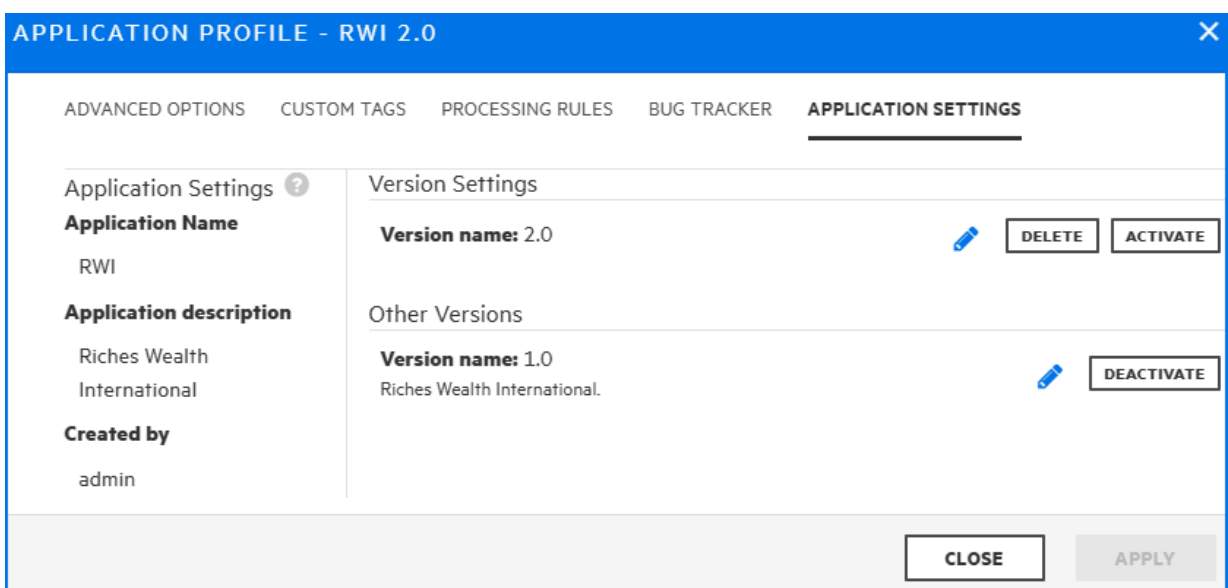 APPLICATION PROFILE - RWI 2.0
ADVANCED OPTIONS CUSTOM TAGS PROCESSING RULES BUG TRACKER APPLICATION SETTINGS
Application Settings ?
Application Name
RWI
Application description
Riches Wealth
International
Created by
admin
Version Settings
Version name: 2.0
DELETE ACTIVATE
Other Versions
Version name: 1.0
Riches Wealth International.
DEACTIVATE
CLOSE APPLY